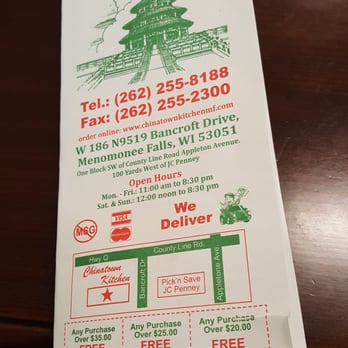 Tel.: (262) 255-8188
Fax: (262) 255-2300
order online: www.chinatownkitchenmf.com
W 186 N9519 Bancroft Drive,
Menomonee Falls, WI 53051
One Block SW of County Line Road Appleton Avenue.
100 Yards West of JC Penney
Open Hours
Mon. - Fri.: 11:00 am to 8:30 pm
Sat. & Sun.: 12:00 noon to 8:30 pm
MSG
VISA
MasterCard
We
Deliver
Hwy Q
County Line Rd.
Chinatown
Kitchen
Bancroft Dr
Pick'n Save
JC Penney
Appletone Ave
Any Purchase
Over $35.00
FREE
Any Purchase
Over $25.00
FREE
Any Purchase
Over $20.00
FREE